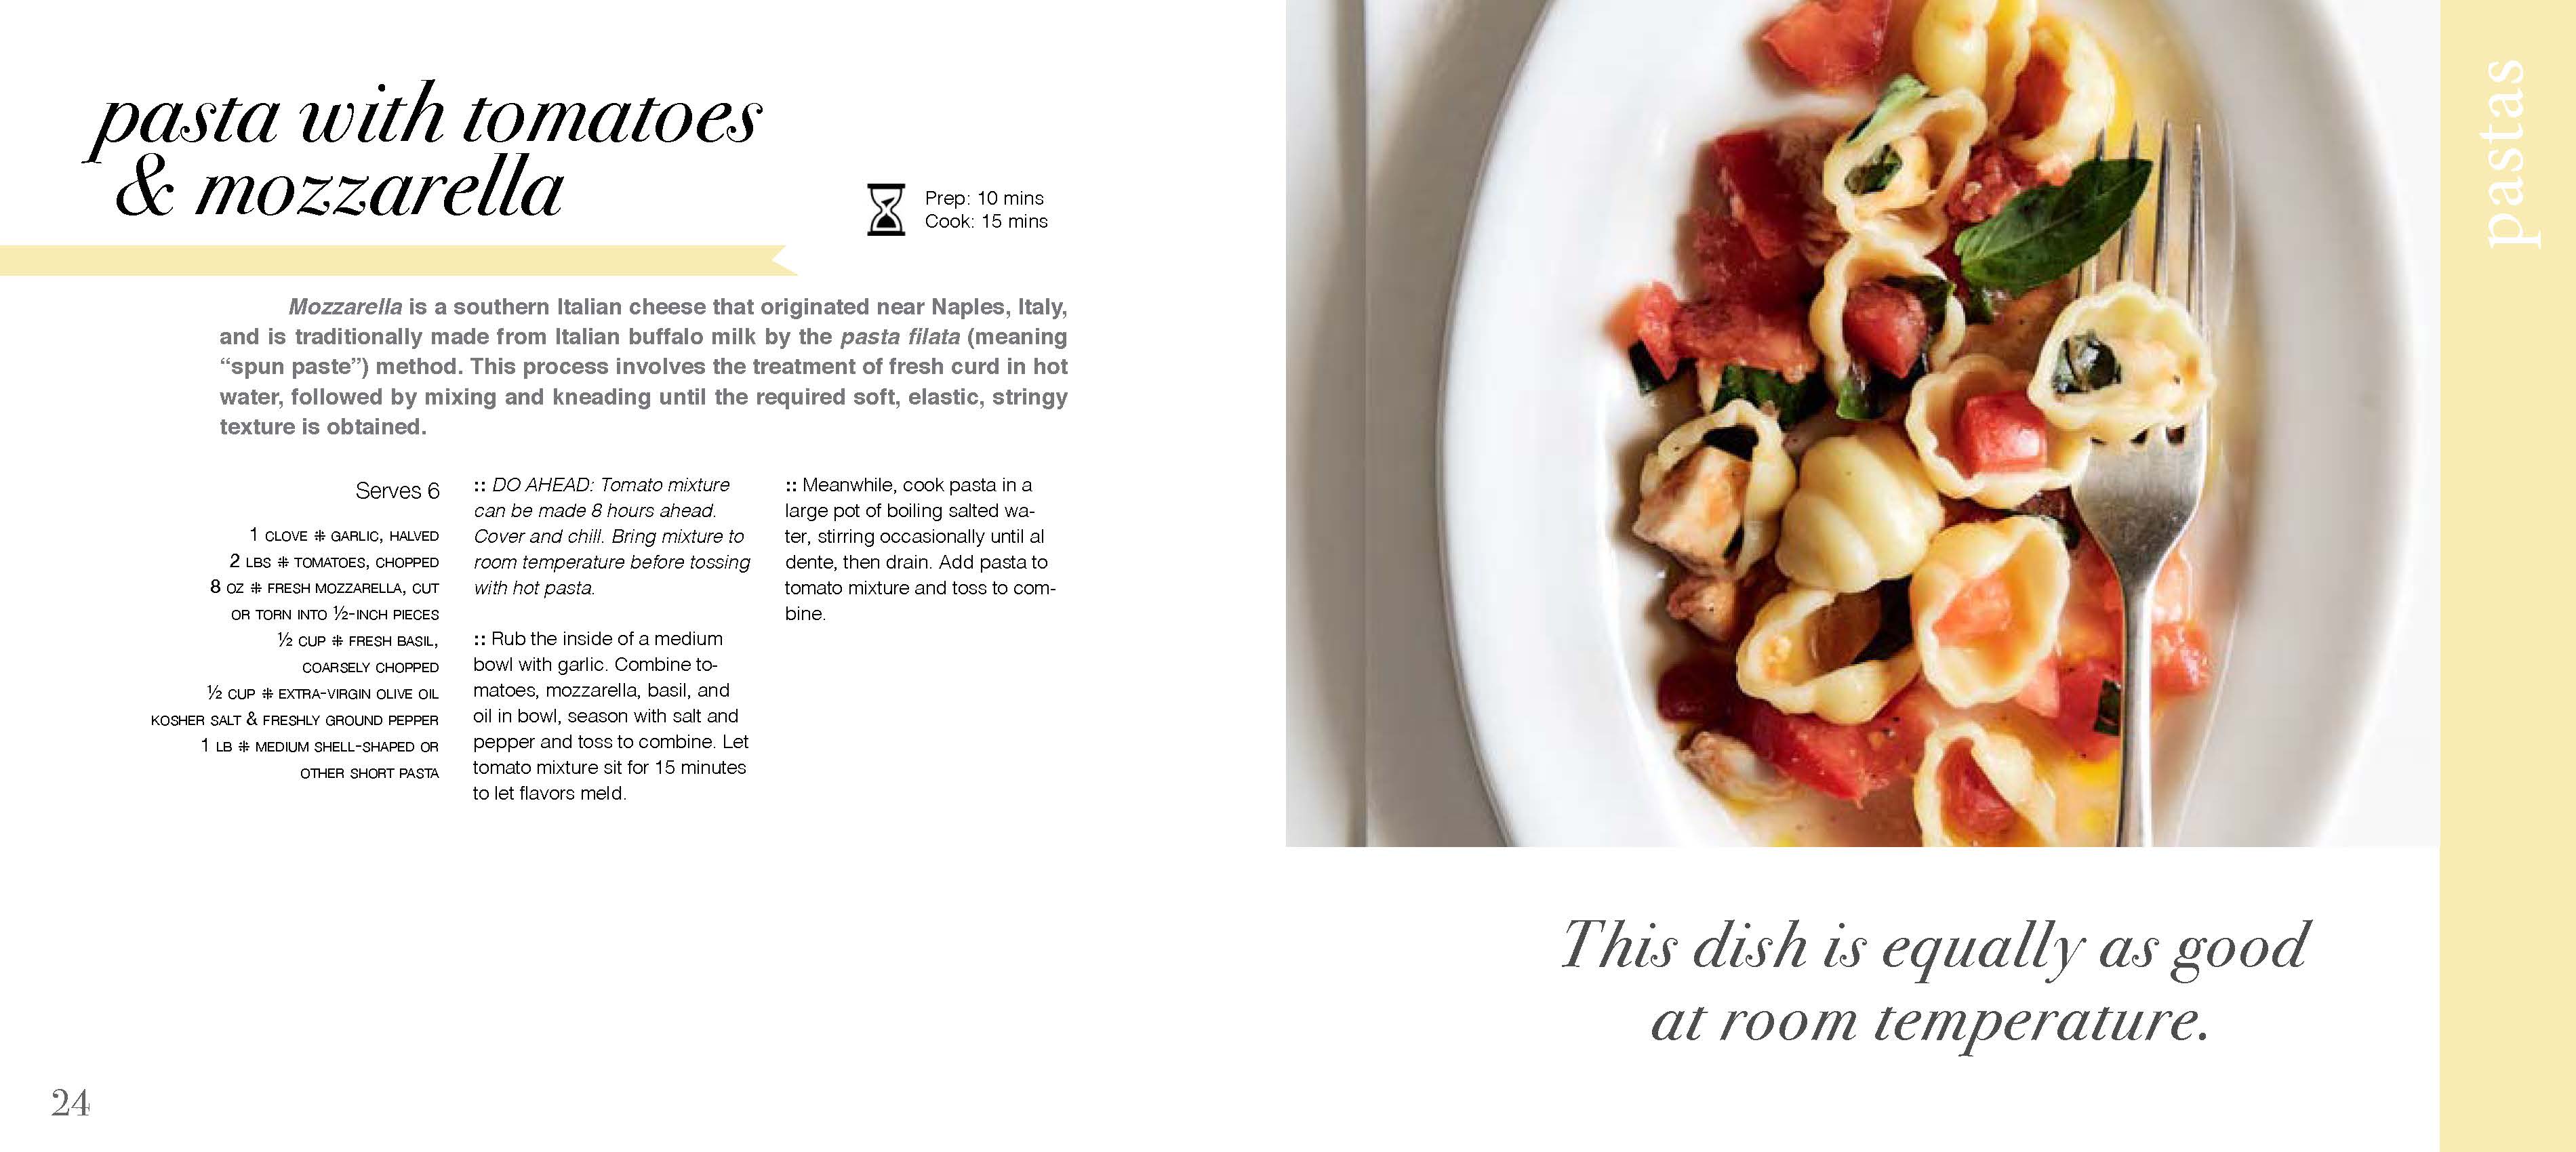 pasta with tomatoes
& mozzarella
Prep: 10 mins
Cook: 15 mins
Mozzarella is a southern Italian cheese that originated near Naples, Italy,
and is traditionally made from Italian buffalo milk by the pasta filata (meaning
“spun paste”) method. This process involves the treatment of fresh curd in hot
water, followed by mixing and kneading until the required soft, elastic, stringy
texture is obtained.
Serves 6
1 CLOVE ⁜ GARLIC, HALVED
2 LBS ⁜ TOMATOES, CHOPPED
8 OZ ⁜ FRESH MOZZARELLA, CUT
OR TORN INTO ½-INCH PIECES
½ CUP ⁜ FRESH BASIL,
COARSELY CHOPPED
½ CUP ⁜ EXTRA-VIRGIN OLIVE OIL
KOSHER SALT & FRESHLY GROUND PEPPER
1 LB ⁜ MEDIUM SHELL-SHAPED OR
OTHER SHORT PASTA
:: DO AHEAD: Tomato mixture
can be made 8 hours ahead.
Cover and chill. Bring mixture to
room temperature before tossing
with hot pasta.
:: Rub the inside of a medium
bowl with garlic. Combine to-
matoes, mozzarella, basil, and
oil in bowl, season with salt and
pepper and toss to combine. Let
tomato mixture sit for 15 minutes
to let flavors meld.
:: Meanwhile, cook pasta in a
large pot of boiling salted wa-
ter, stirring occasionally until al
dente, then drain. Add pasta to
tomato mixture and toss to com-
bine.
24
pastas
This dish is equally as good
at room temperature.